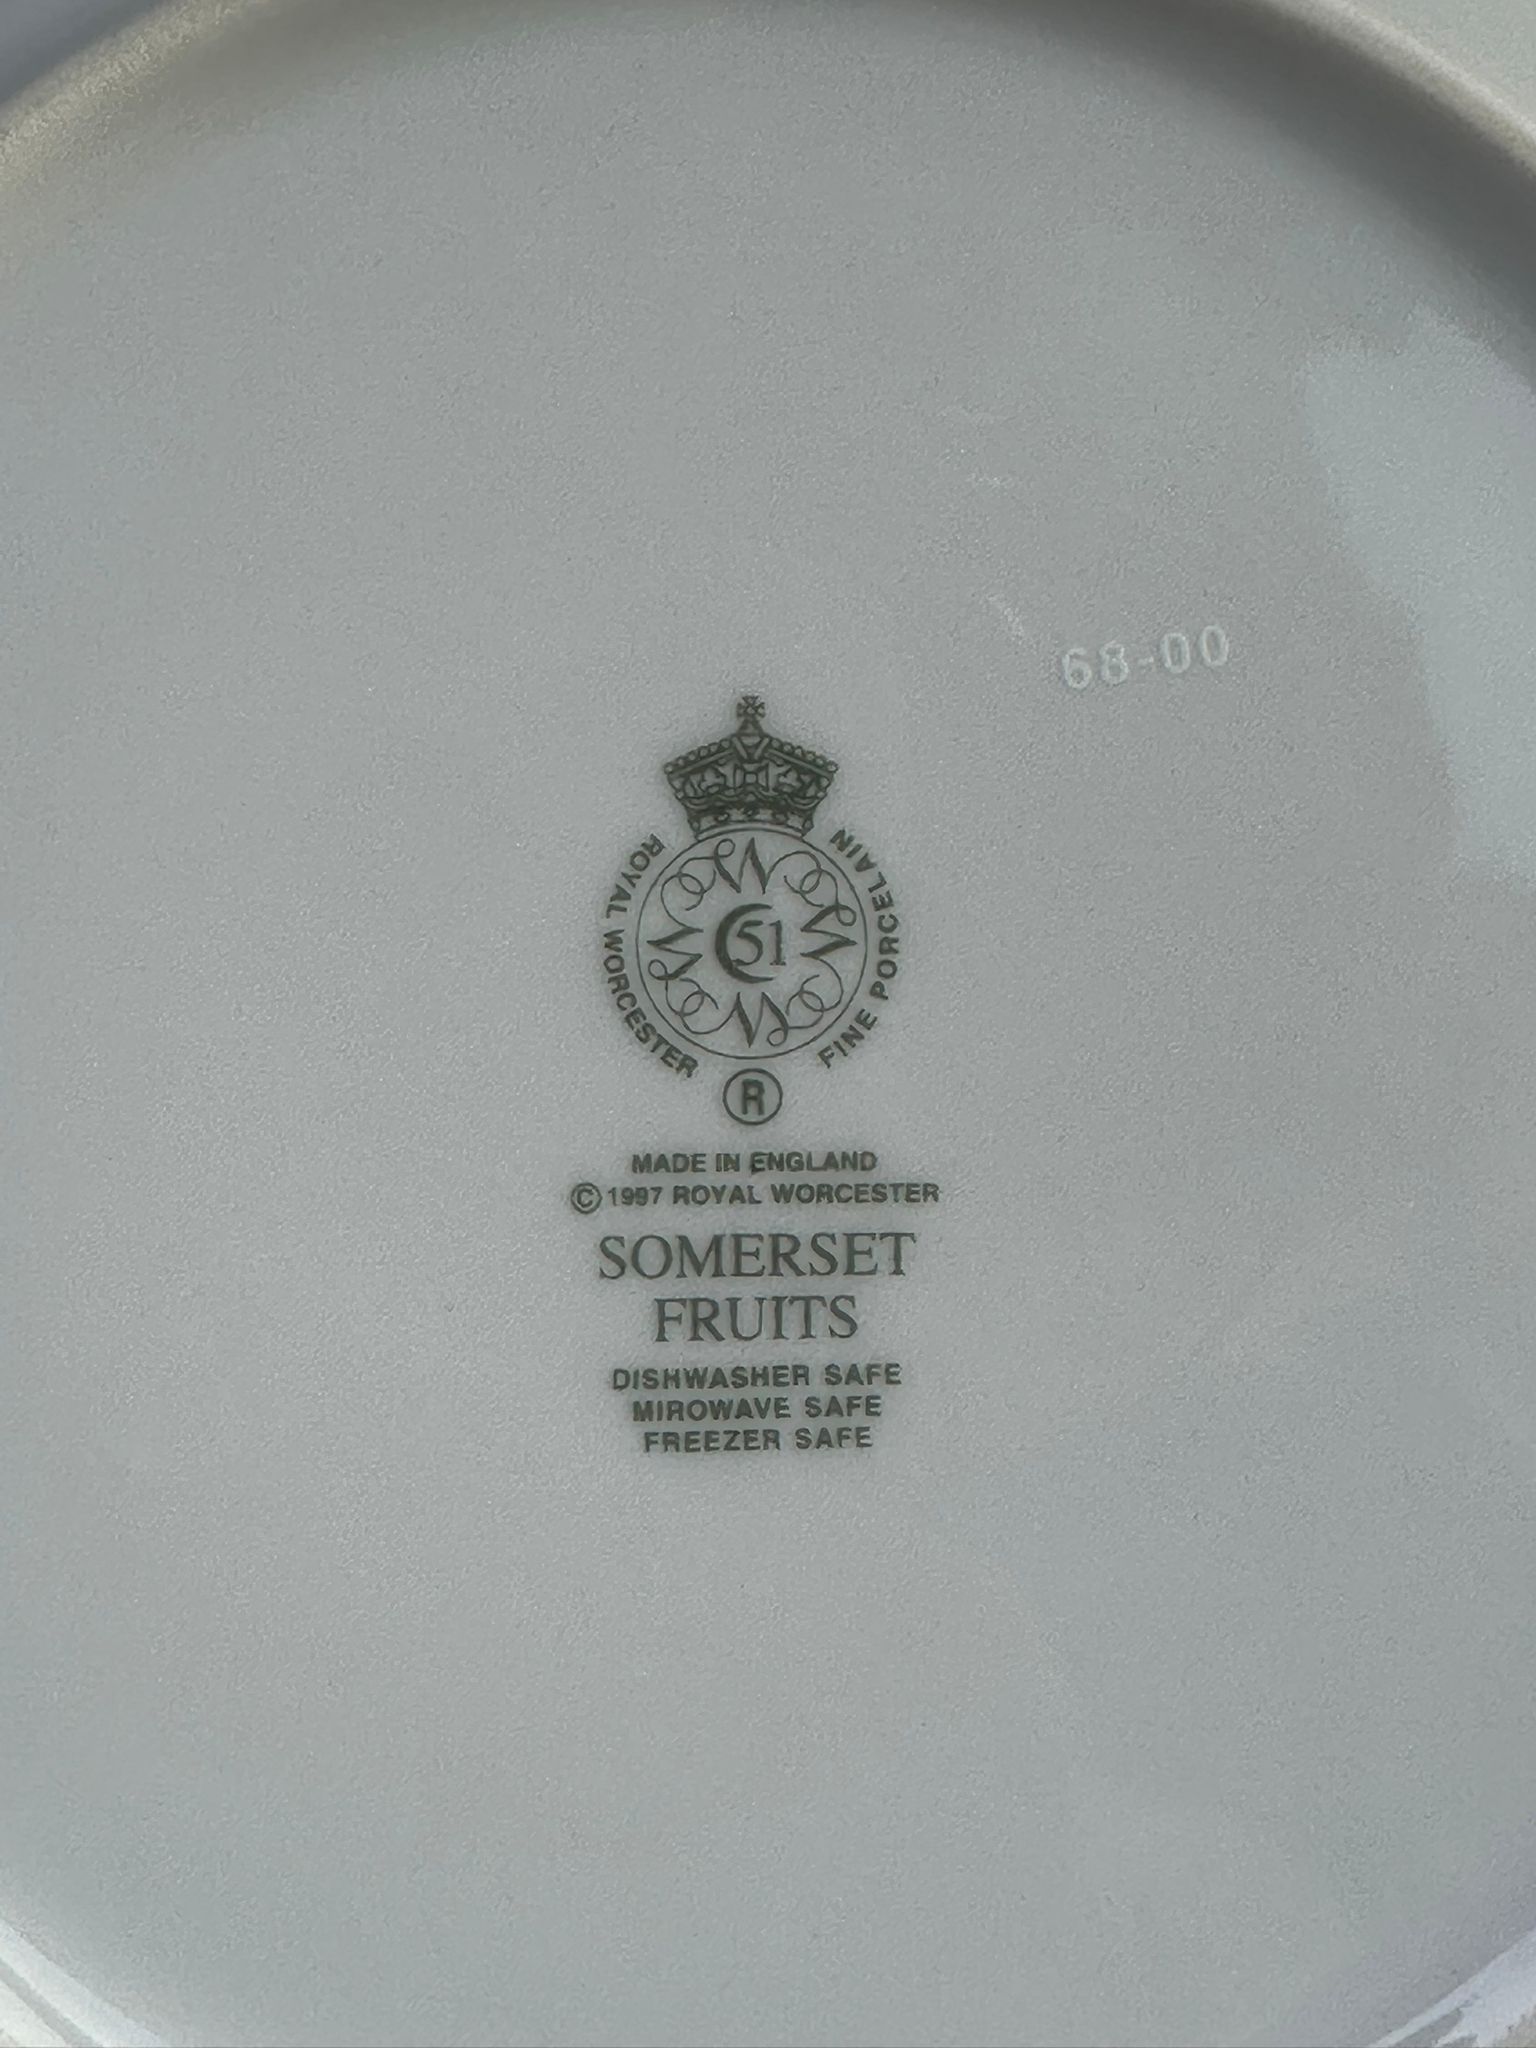 68-00
ROYAL WORCESTER
FINE PORCELAIN
51
R
MADE IN ENGLAND
© 1997 ROYAL WORCESTER
SOMERSET
FRUITS
DISHWASHER SAFE
MIROWAVE SAFE
FREEZER SAFE